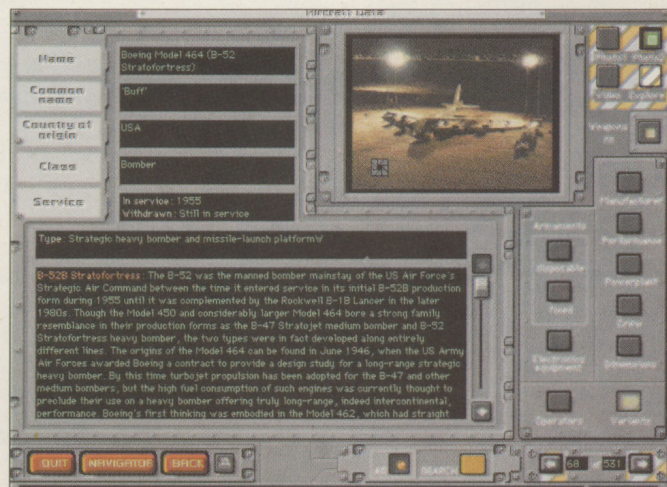 Aircraft Data
Name
Boeing Model 464 (B-52
Stratofortress)
Common
name
'Buff'
Country of
origin
USA
Class
Bomber
Service
In service : 1955
Withdrawn : Still in service
Photo1
Photo2
Video
Explore
Weapons
Manufacturer
Armaments
Performance
disposable
Powerplant
fixed
Crew
Electronics
equipment
Dimensions
Operators
Variants
Type: Strategic heavy bomber and missile-launch platformW
B-52B Stratofortress: The B-52 was the manned bomber mainstay of the US Air Force's
Strategic Air Command between the time it entered service in its initial B-52B production
form during 1955 until it was complemented by the Rockwell B-1B Lancer in the later
1980s. Though the Model 450 and considerably larger Model 464 bore a strong family
resemblance in their production forms as the B-47 Stratojet medium bomber and B-52
Stratofortress heavy bomber, the two types were in fact developed along entirely
different lines. The origins of the Model 464 can be found in June 1946, when the US Army
Air Forces awarded Boeing a contract to provide a design study for a long-range strategic
heavy bomber. By this time turbojet propulsion has been adopted for the B-47 and other
medium bombers, but the high fuel consumption of such engines was currently thought to
preclude their use on a heavy bomber offering truly long-range, indeed intercontinental,
performance. Boeing's first thinking was embodied in the Model 462, which had straight
QUIT
NAVIGATOR
BACK
SEARCH
68
of 531